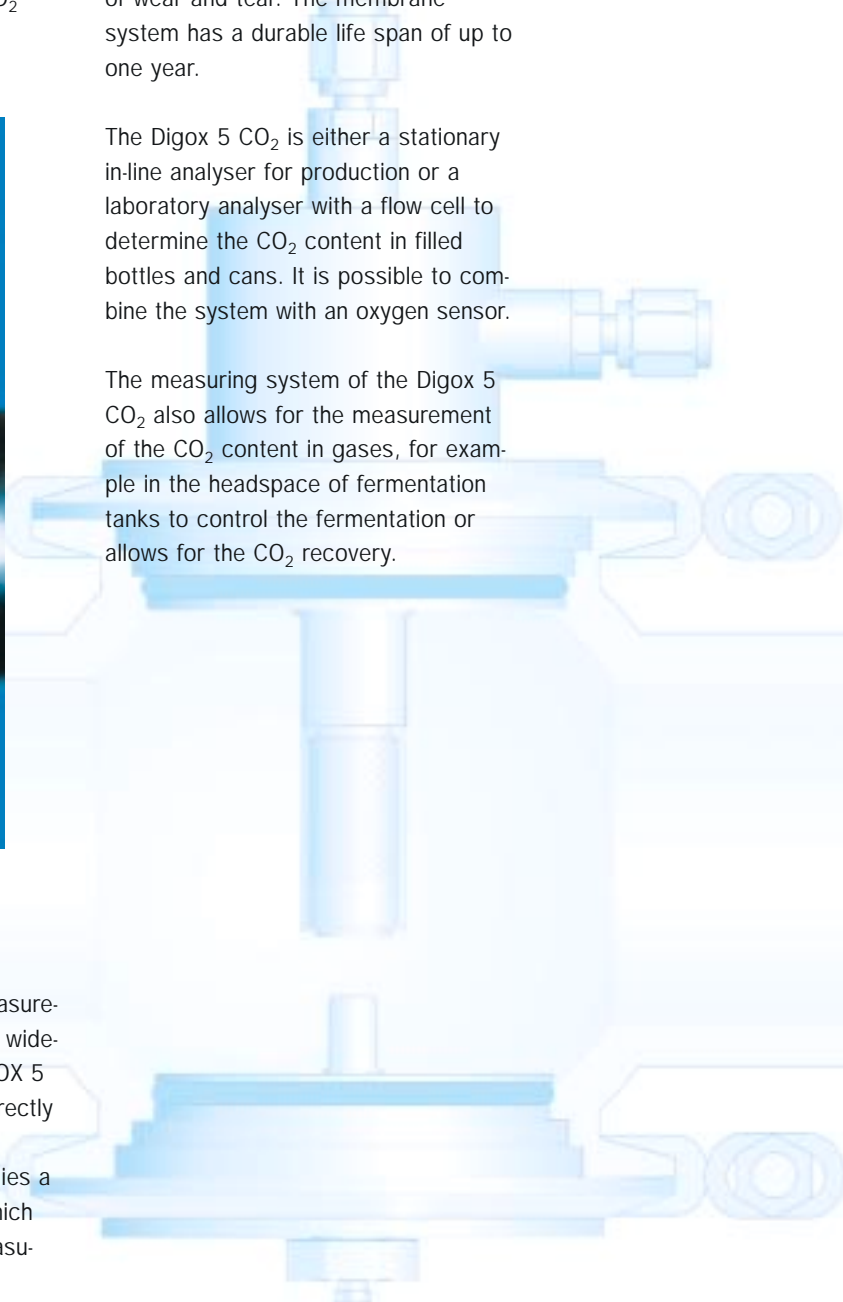 O₂
of wear and tear. The membrane
system has a durable life span of up to
one year.
The Digox 5 CO₂ is either a stationary
in-line analyser for production or a
laboratory analyser with a flow cell to
determine the CO₂ content in filled
bottles and cans. It is possible to com-
bine the system with an oxygen sensor.
The measuring system of the Digox 5
CO₂ also allows for the measurement
of the CO₂ content in gases, for exam-
ple in the headspace of fermentation
tanks to control the fermentation or
allows for the CO₂ recovery.
asure-
wide-
OX 5
rectly
ies a
hich
asu-